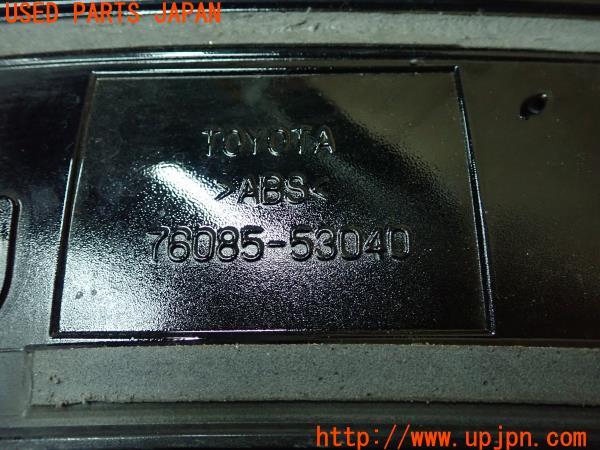 USED PARTS JAPAN
TOYOTA
>ABS<
76085-53040
http://www.upjpn.com